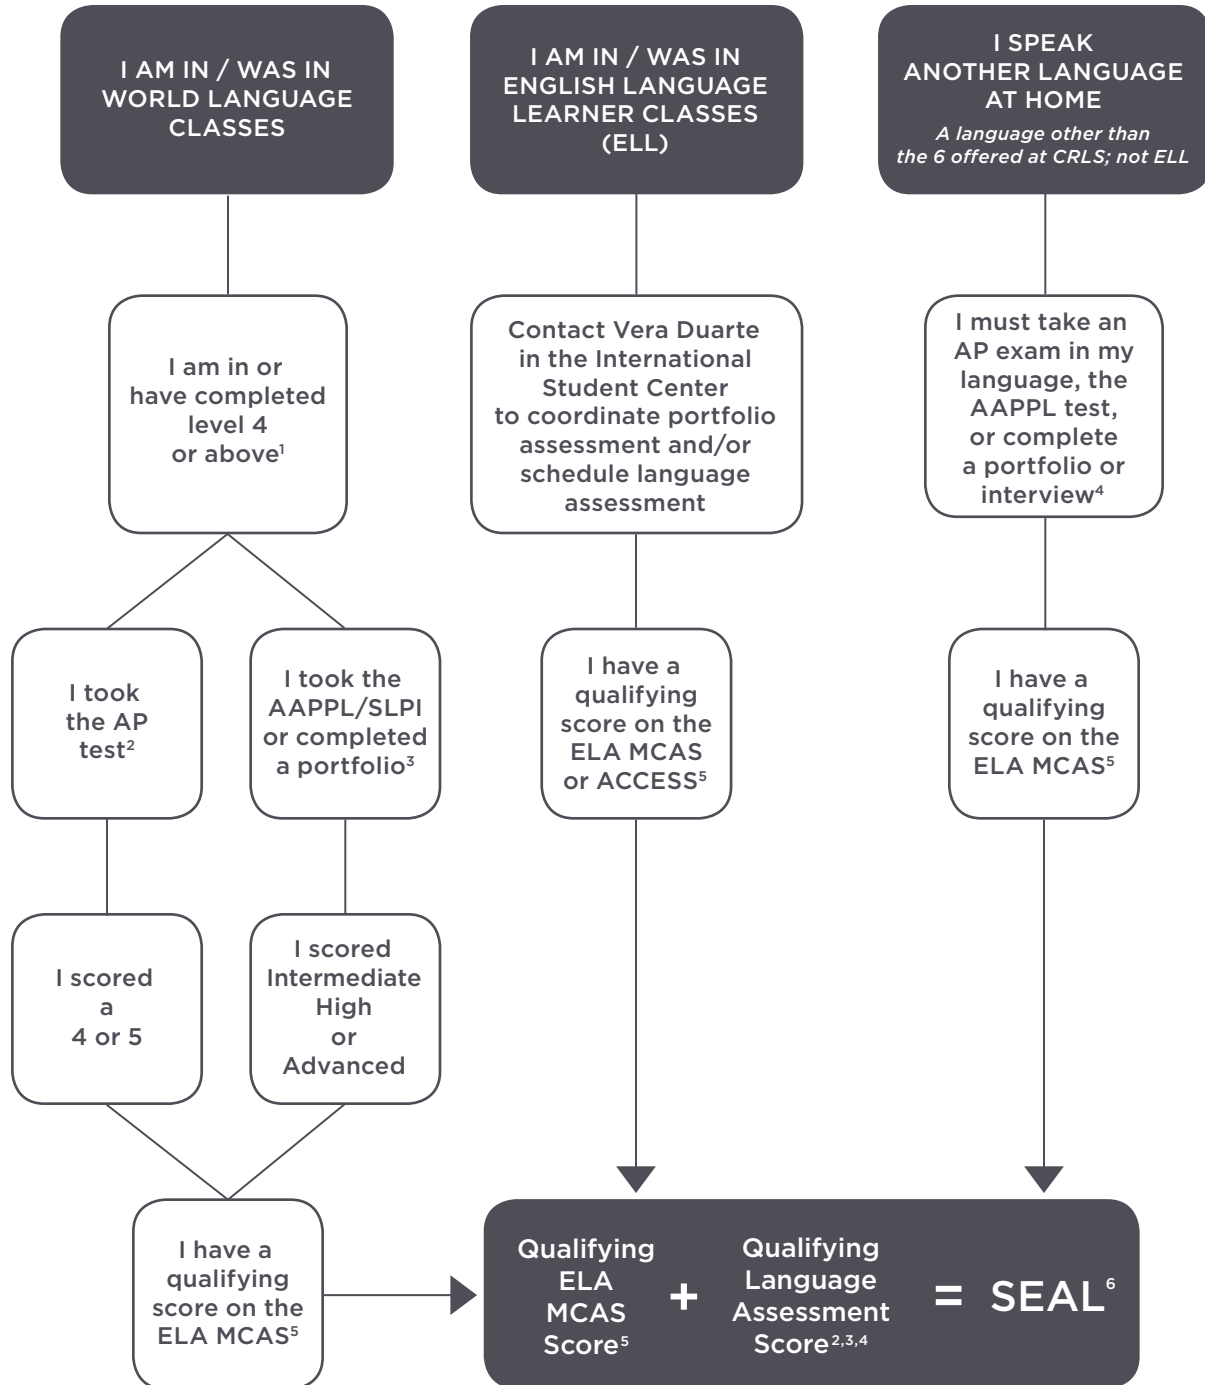 I AM IN / WAS IN
WORLD LANGUAGE
CLASSES
I AM IN / WAS IN
ENGLISH LANGUAGE
LEARNER CLASSES
(ELL)
I SPEAK
ANOTHER LANGUAGE
AT HOME
A language other than
the 6 offered at CRLS; not ELL
I am in or
have completed
level 4
or above¹
Contact Vera Duarte
in the International
Student Center
to coordinate portfolio
assessment and/or
schedule language
assessment
I must take an
AP exam in my
language, the
AAPPL test,
or complete
a portfolio or
interview⁴
I took
the AP
test²
I took the
AAPPL/SLPI
or completed
a portfolio³
I have a
qualifying
score on the
ELA MCAS
or ACCESS⁵
I have a
qualifying
score on the
ELA MCAS⁵
I scored
a
4 or 5
I scored
Intermediate
High
or
Advanced
I have a
qualifying
score on the
ELA MCAS⁵
Qualifying
ELA
MCAS
Score⁵
+
Qualifying
Language
Assessment
Score²,³,⁴
= SEAL⁶